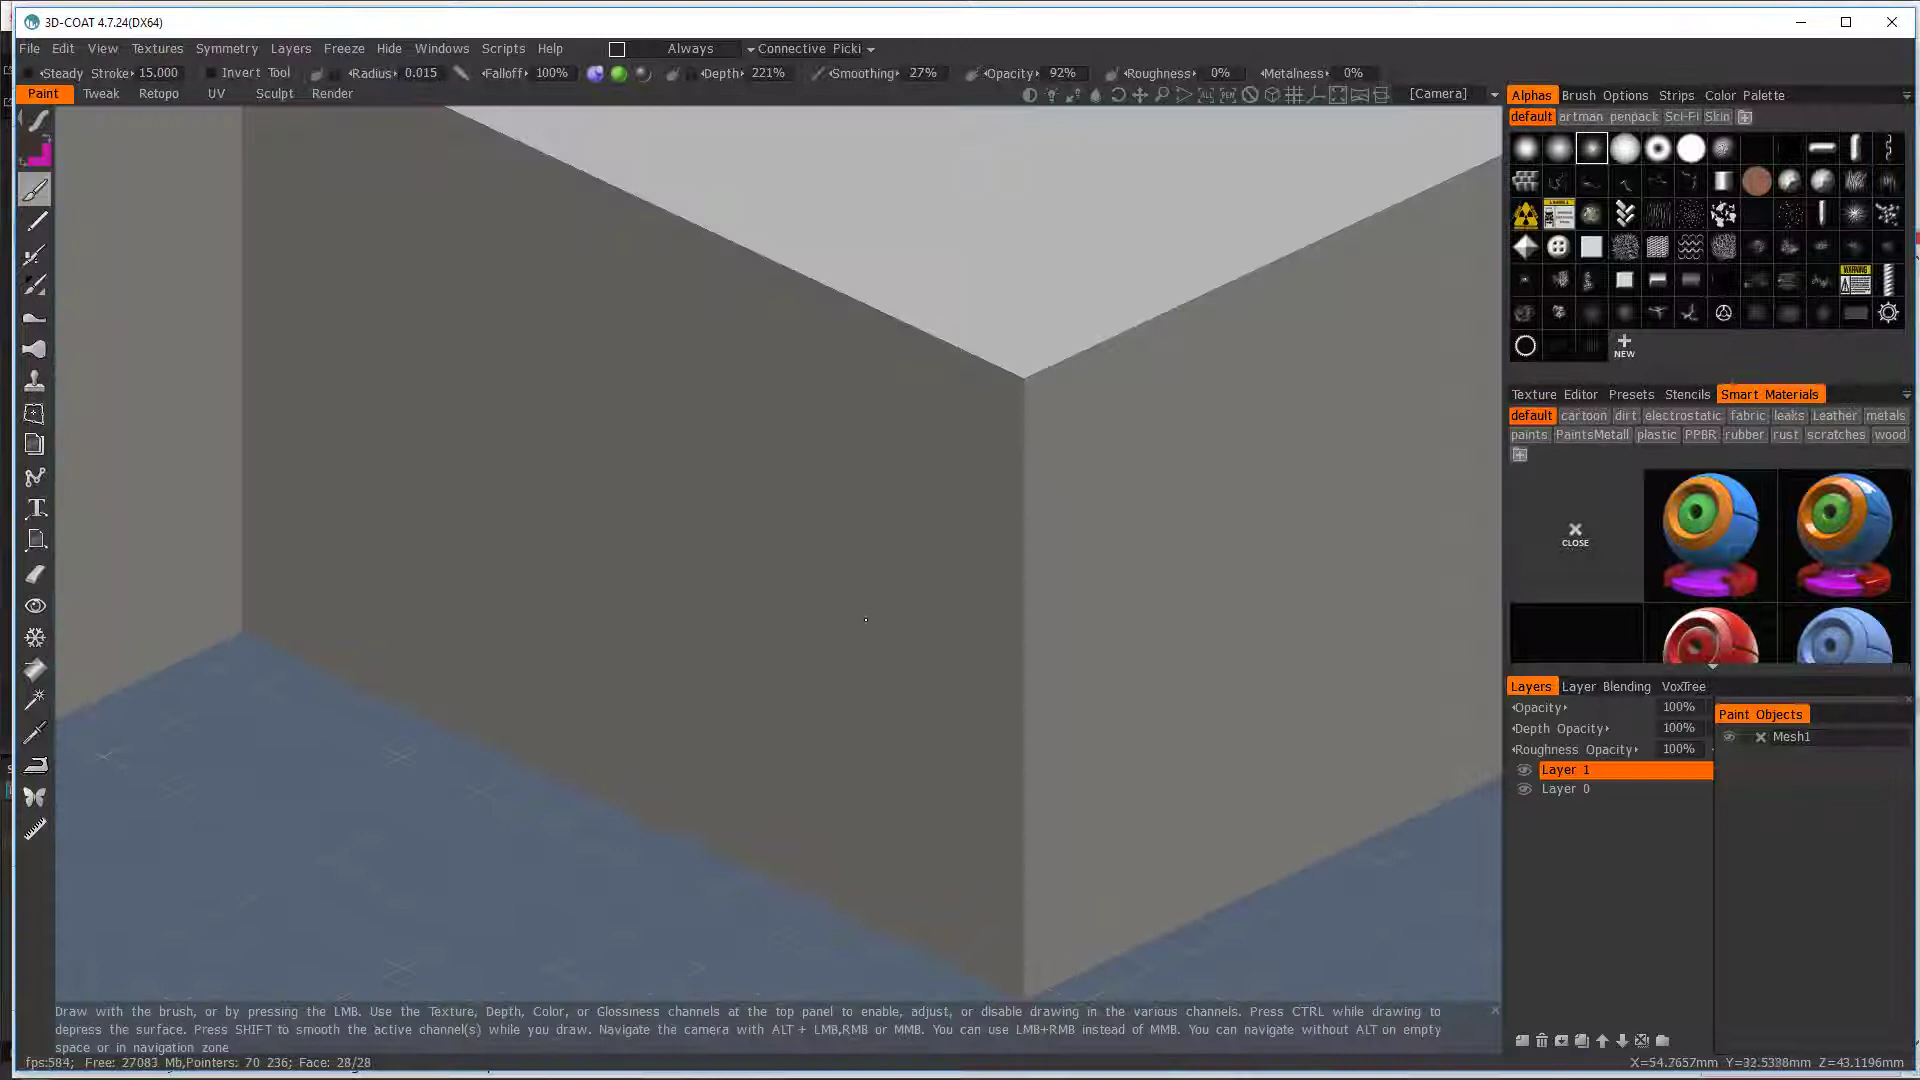 3D-COAT 4.7.24(DX64)
File Edit View Textures Symmetry Layers Freeze Hide Windows Scripts Help Always Connective Picki
Steady Stroke 15.000 Invert Tool Radius 0.015 Falloff 100% Depth 221% Smoothing 27% Opacity 92% Roughness 0% Metalness 0%
Paint Tweak Retopo UV Sculpt Render [Camera]
Alphas Brush Options Strips Color Palette
default artman penpack Sci-Fi Skin
WARNING
NEW
Texture Editor Presets Stencils Smart Materials
default cartoon dirt electrostatic fabric leaks Leather metals
paints PaintsMetall plastic PPBR rubber rust scratches wood
CLOSE
Layers Layer Blending VoxTree
Opacity 100%
Depth Opacity 100%
Roughness Opacity 100%
Layer 1
Layer 0
Paint Objects
Mesh1
Draw with the brush, or by pressing the LMB. Use the Texture, Depth, Color, or Glossiness channels at the top panel to enable, adjust, or disable drawing in the various channels. Press CTRL while drawing to
depress the surface. Press SHIFT to smooth the active channel(s) while you draw. Navigate the camera with ALT + LMB,RMB or MMB. You can use LMB+RMB instead of MMB. You can navigate without ALT on empty
space or in navigation zone
fps:584; Free: 27083 Mb,Pointers: 70 236; Face: 28/28
X=54.7657mm Y=32.5338mm Z=43.1196mm